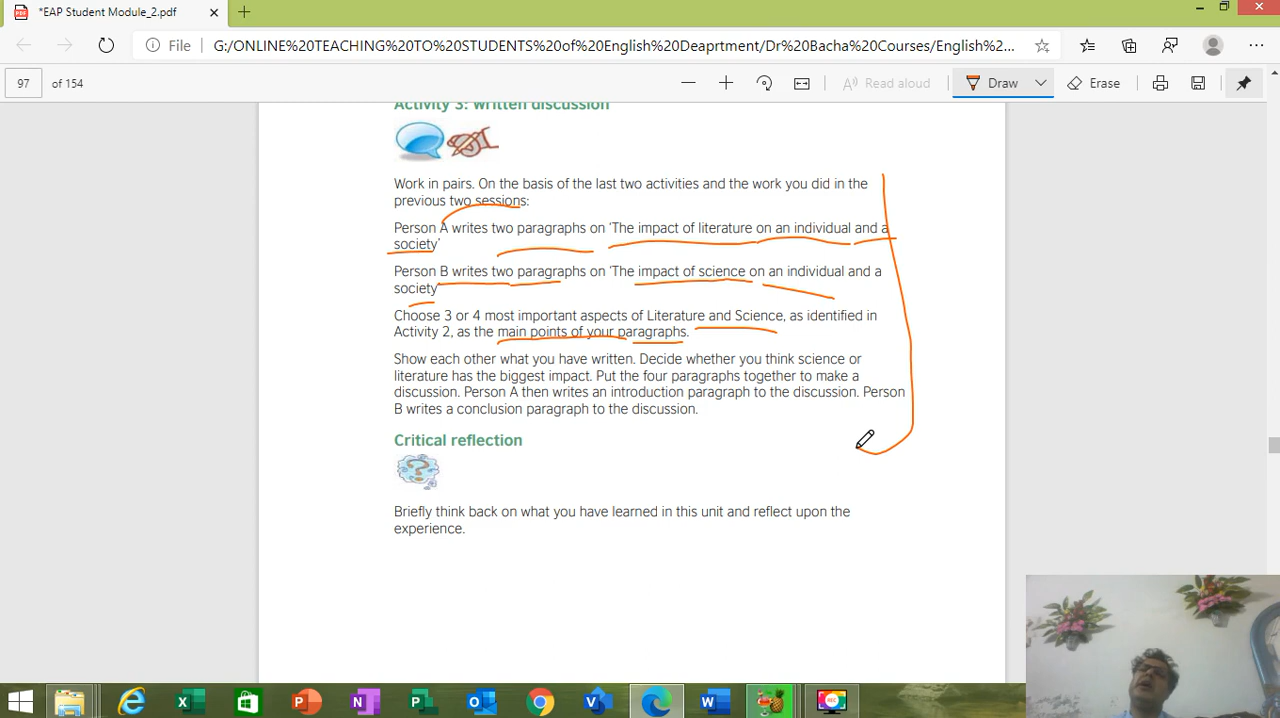 *EAP Student Module_2.pdf
File G:/ONLINE%20TEACHING%20TO%20STUDENTS%20of%20English%20Deaprtment/Dr%20Bacha%20Courses/English%2...
97 of 154 Read aloud Draw Erase
Activity 3: Written discussion
Work in pairs. On the basis of the last two activities and the work you did in the
previous two sessions:
Person A writes two paragraphs on ‘The impact of literature on an individual and a
society’
Person B writes two paragraphs on ‘The impact of science on an individual and a
society’
Choose 3 or 4 most important aspects of Literature and Science, as identified in
Activity 2, as the main points of your paragraphs.
Show each other what you have written. Decide whether you think science or
literature has the biggest impact. Put the four paragraphs together to make a
discussion. Person A then writes an introduction paragraph to the discussion. Person
B writes a conclusion paragraph to the discussion.
Critical reflection
Briefly think back on what you have learned in this unit and reflect upon the
experience.